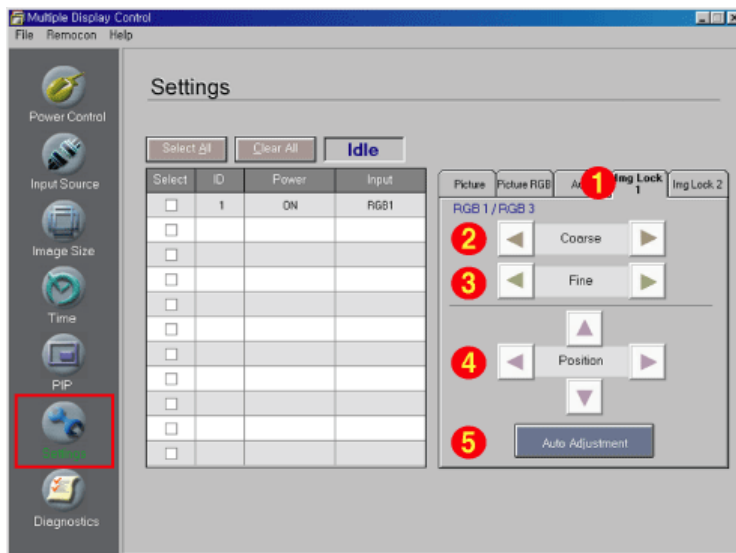 Multiple Display Control
File Remocon Help
Power Control
Input Source
Image Size
Time
PIP
Settings
Diagnostics
Settings
Select All Clear All Idle
Select ID Power Input
1 ON RGB1
Picture Picture RGB 1 Img Lock 1 Img Lock 2
RGB 1 / RGB 3
2 Coarse
3 Fine
4 Position
5 Auto Adjustment